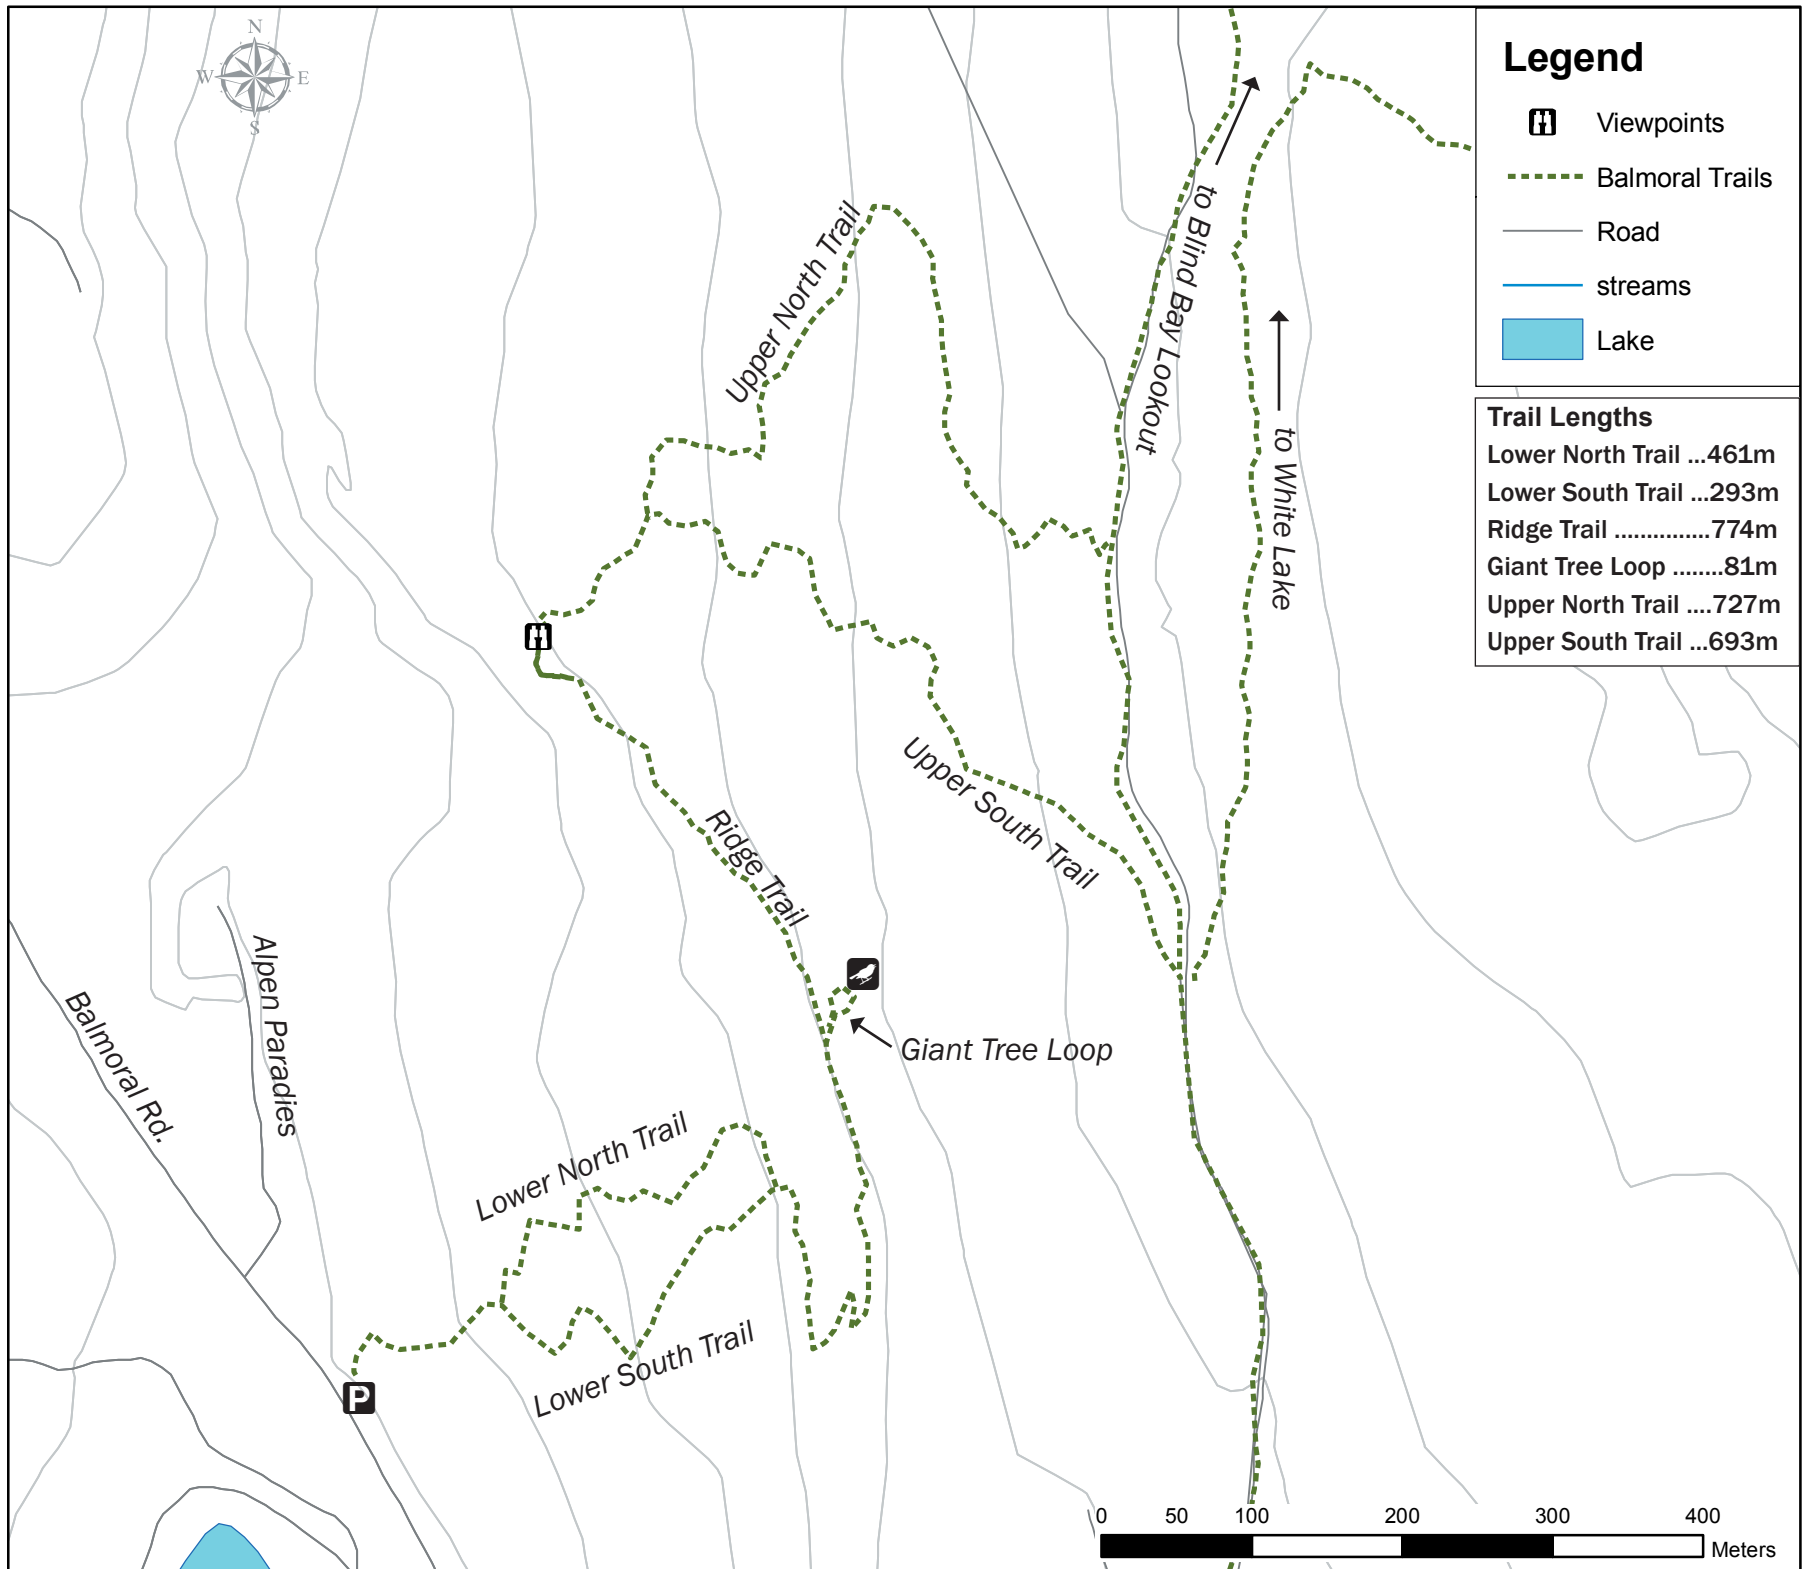 N
W E
S
Legend
Viewpoints
Balmoral Trails
Road
streams
Lake
Trail Lengths
Lower North Trail ...461m
Lower South Trail ...293m
Ridge Trail ..............774m
Giant Tree Loop ........81m
Upper North Trail ....727m
Upper South Trail ...693m
Upper North Trail
to Blind Bay Lookout
to White Lake
Upper South Trail
Ridge Trail
Giant Tree Loop
Alpen Paradies
Balmoral Rd.
Lower North Trail
Lower South Trail
P
0 50 100 200 300 400
Meters